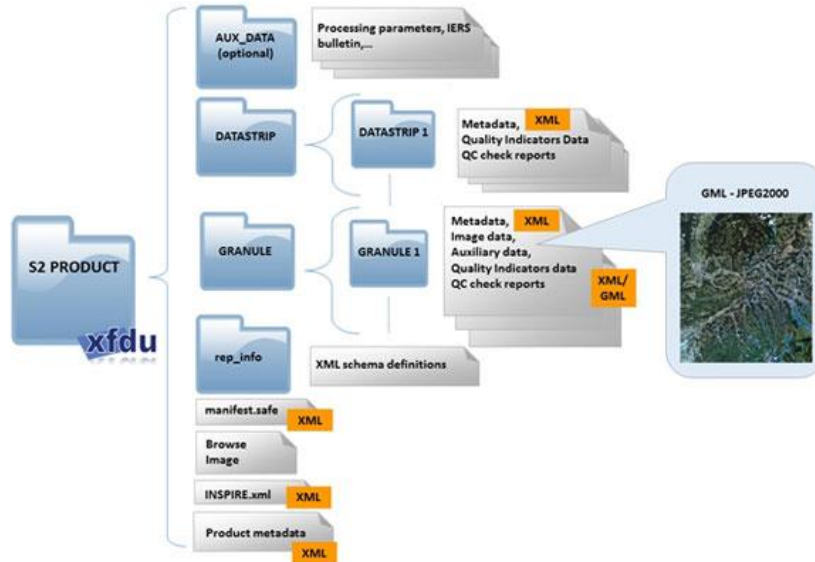 AUX_DATA
(optional)
Processing parameters, IERS
bulletin,...
DATASTRIP
DATASTRIP 1
Metadata,
XML
Quality Indicators Data
QC check reports
GML - JPEG2000
S2 PRODUCT
xfdu
GRANULE
GRANULE 1
Metadata,
XML
Image data,
Auxiliary data,
Quality Indicators data
QC check reports
XML/
GML
rep_info
XML schema definitions
manifest.safe
XML
Browse
Image
INSPIRE.xml
XML
Product metadata
XML